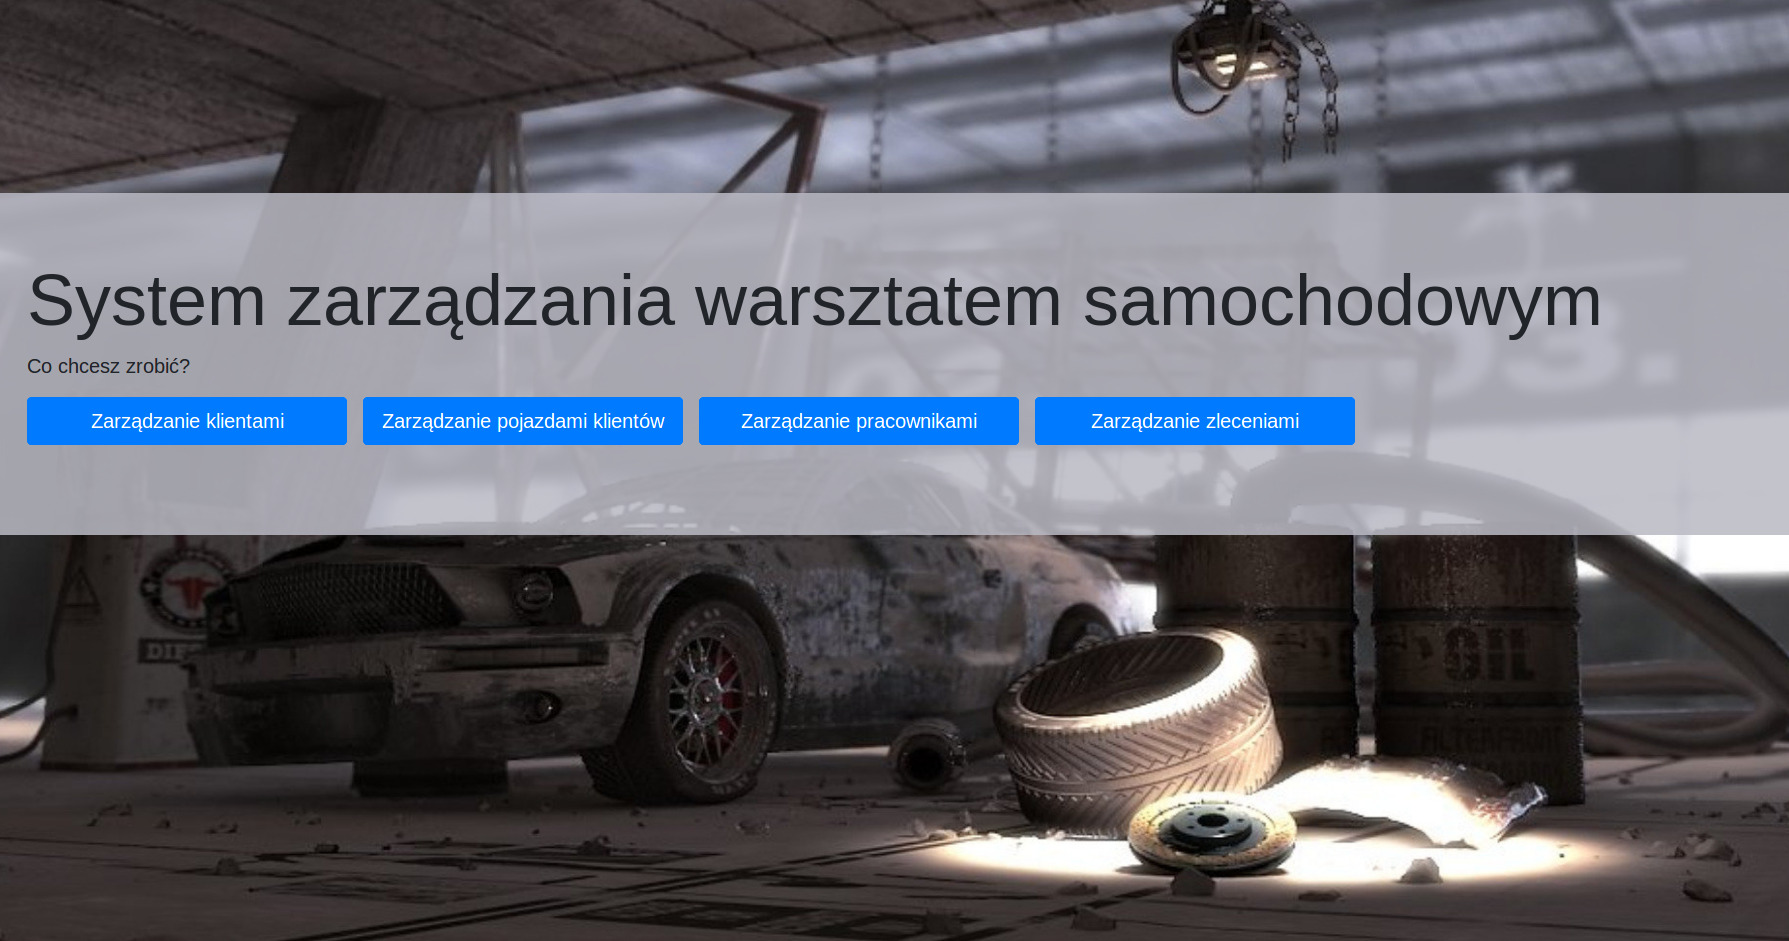 System zarządzania warsztatem samochodowym
Co chcesz zrobić?
Zarządzanie klientami
Zarządzanie pojazdami klientów
Zarządzanie pracownikami
Zarządzanie zleceniami
OIL